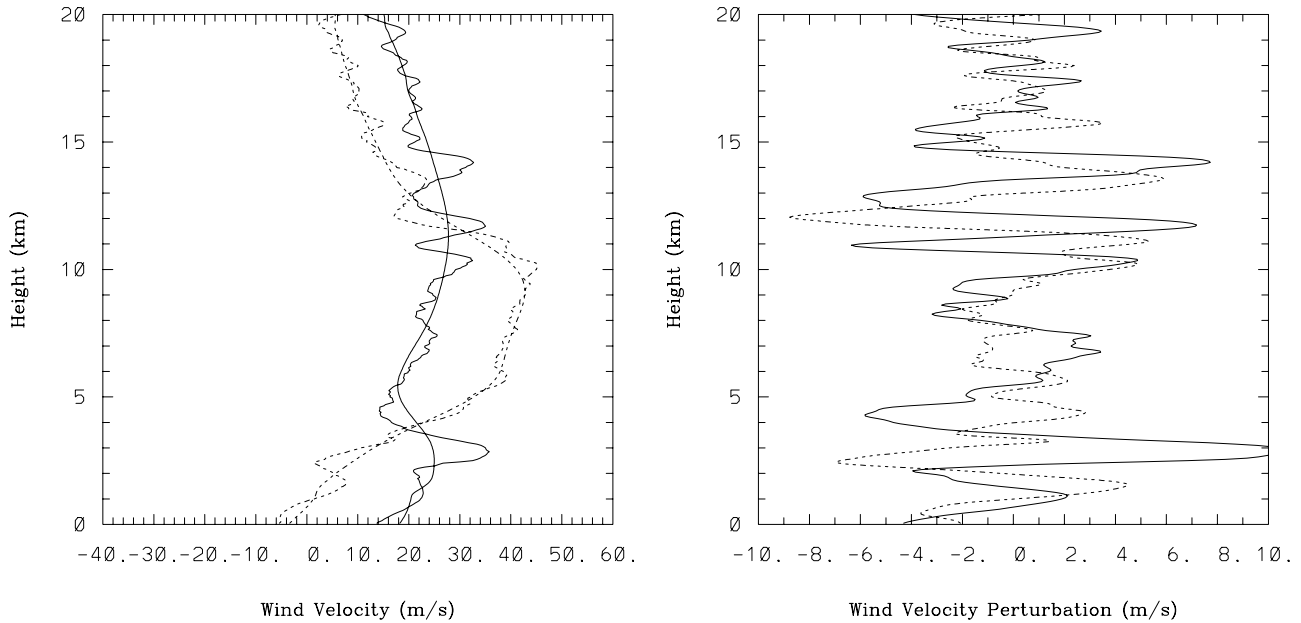 20
15
10
5
0
Height (km)
-40.-30.-20.-10. 0. 10. 20. 30. 40. 50. 60.
Wind Velocity (m/s)
20
15
10
5
0
Height (km)
-10. -8. -6. -4. -2. 0. 2. 4. 6. 8. 10.
Wind Velocity Perturbation (m/s)